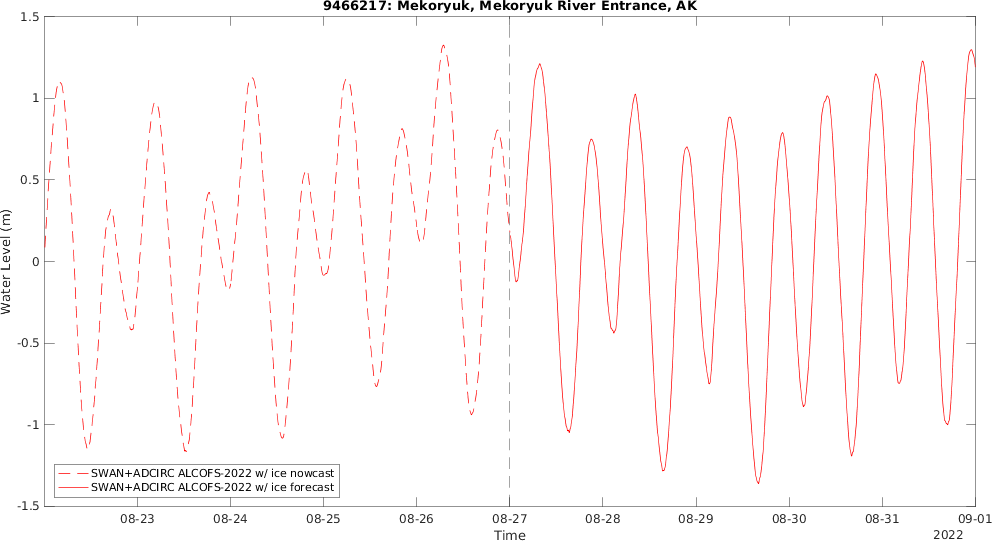 9466217: Mekoryuk, Mekoryuk River Entrance, AK
1.5
1
0.5
0
-0.5
-1
-1.5
Water Level (m)
SWAN+ADCIRC ALCOFS-2022 w/ ice nowcast
SWAN+ADCIRC ALCOFS-2022 w/ ice forecast
08-23 08-24 08-25 08-26 08-27 08-28 08-29 08-30 08-31 09-01
Time
2022